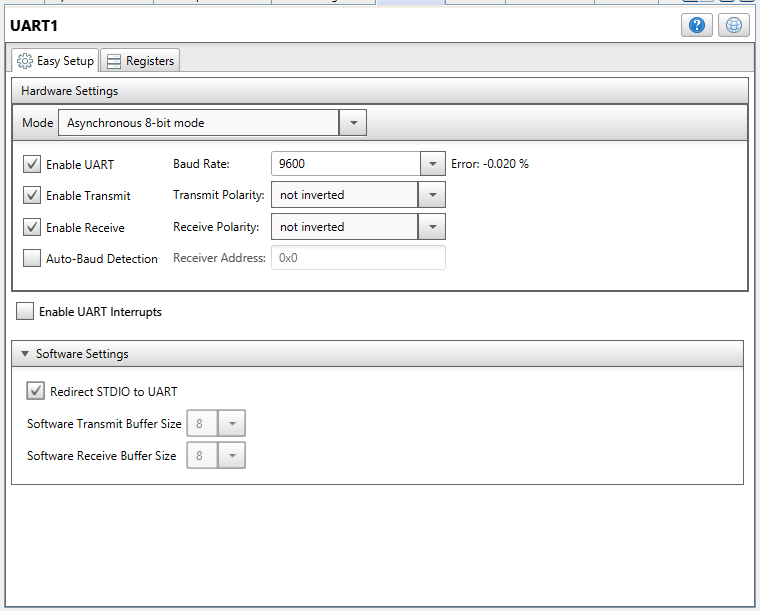 UART1
Easy Setup
Registers
Hardware Settings
Mode Asynchronous 8-bit mode
Enable UART Baud Rate: 9600 Error: -0.020 %
Enable Transmit Transmit Polarity: not inverted
Enable Receive Receive Polarity: not inverted
Auto-Baud Detection Receiver Address: 0x0
Enable UART Interrupts
Software Settings
Redirect STDIO to UART
Software Transmit Buffer Size 8
Software Receive Buffer Size 8